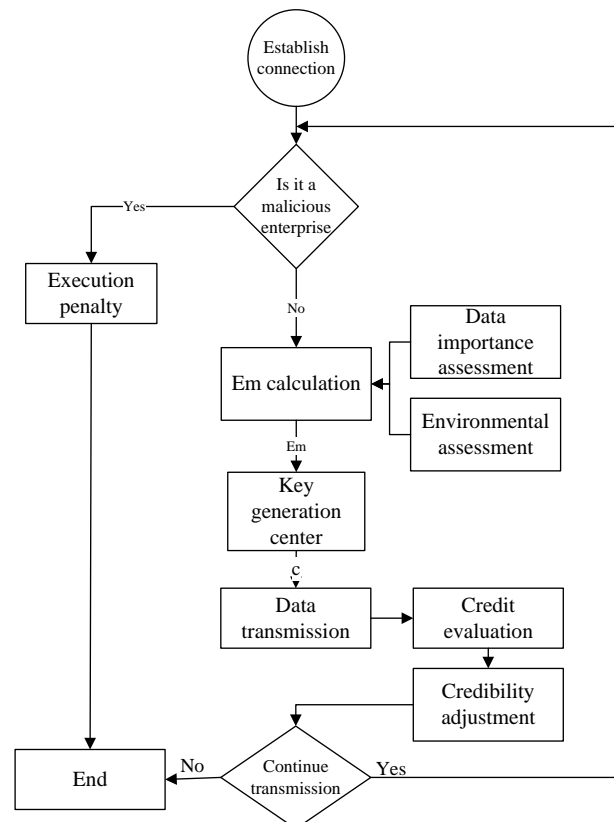 Establish
connection
Is it a
malicious
enterprise
Yes
Execution
penalty
No
Data
importance
assessment
Em calculation
Environmental
assessment
Em
Key
generation
center
c
Data
transmission
Credit
evaluation
Credibility
adjustment
Continue
transmission
No
Yes
End